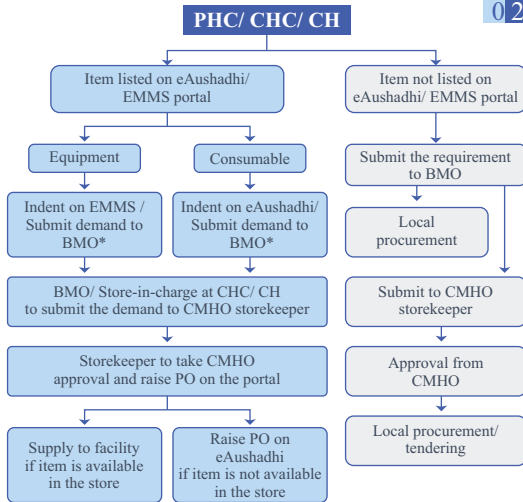 PHC/ CHC/ CH
02
Item listed on eAushadhi/
EMMS portal
Item not listed on
eAushadhi/ EMMS portal
Equipment
Consumable
Submit the requirement
to BMO
Indent on EMMS /
Submit demand to
BMO*
Indent on eAushadhi/
Submit demand to
BMO*
Local
procurement
BMO/ Store-in-charge at CHC/ CH
to submit the demand to CMHO storekeeper
Submit to CMHO
storekeeper
Storekeeper to take CMHO
approval and raise PO on the portal
Approval from
CMHO
Supply to facility
if item is available
in the store
Raise PO on
eAushadhi
if item is not available
in the store
Local procurement/
tendering